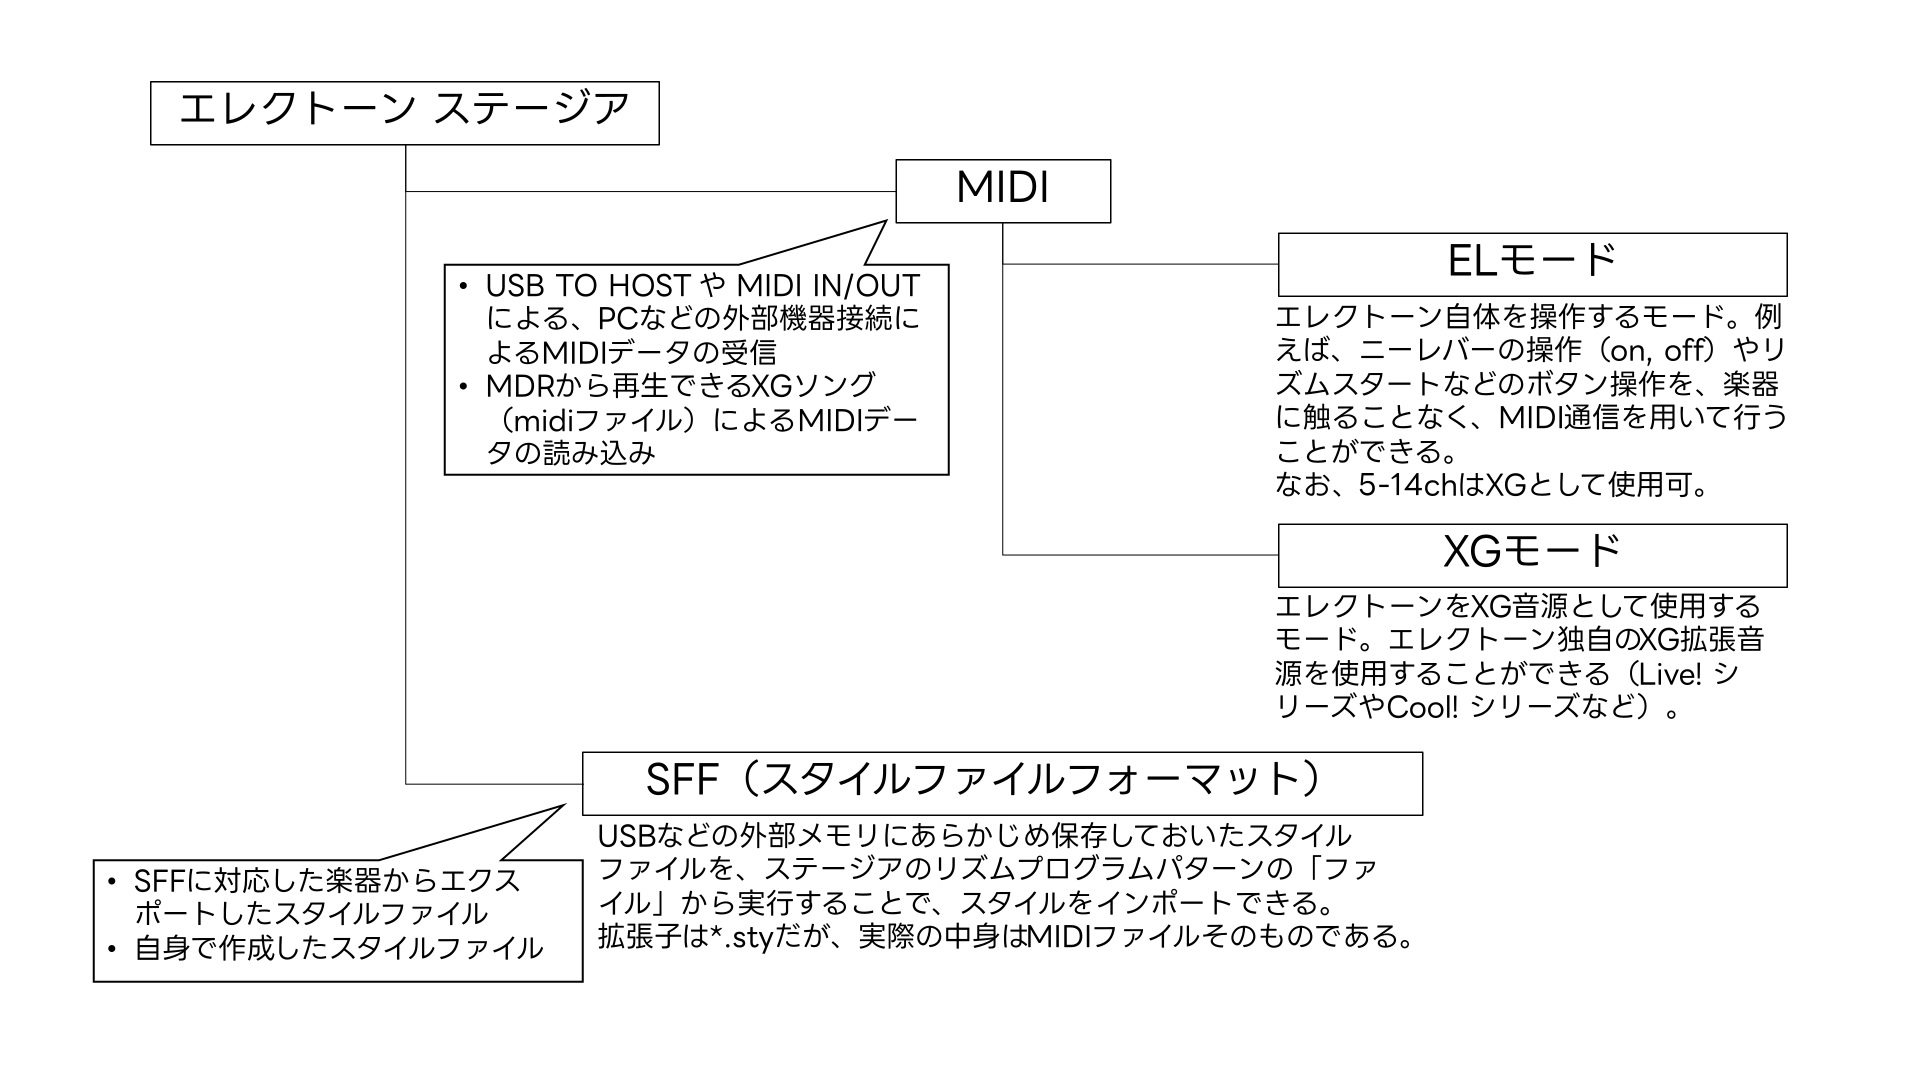 エレクトーン ステージア
MIDI
• USB TO HOST や MIDI IN/OUT
による、PCなどの外部機器接続に
よるMIDIデータの受信
• MDRから再生できるXGソング
（midiファイル）によるMIDIデー
タの読み込み
ELモード
エレクトーン自体を操作するモード。例
えば、ニーレバーの操作（on, off）やリ
ズムスタートなどのボタン操作を、楽器
に触ることなく、MIDI通信を用いて行う
ことができる。
なお、5-14chはXGとして使用可。
XGモード
エレクトーンをXG音源として使用する
モード。エレクトーン独自のXG拡張音
源を使用することができる（Live! シ
リーズやCool! シリーズなど）。
SFF（スタイルファイルフォーマット）
USBなどの外部メモリにあらかじめ保存しておいたスタイル
ファイルを、ステージアのリズムプログラムパターンの「ファ
イル」から実行することで、スタイルをインポートできる。
拡張子は*.styだが、実際の中身はMIDIファイルそのものである。
• SFFに対応した楽器からエクス
ポートしたスタイルファイル
• 自身で作成したスタイルファイル